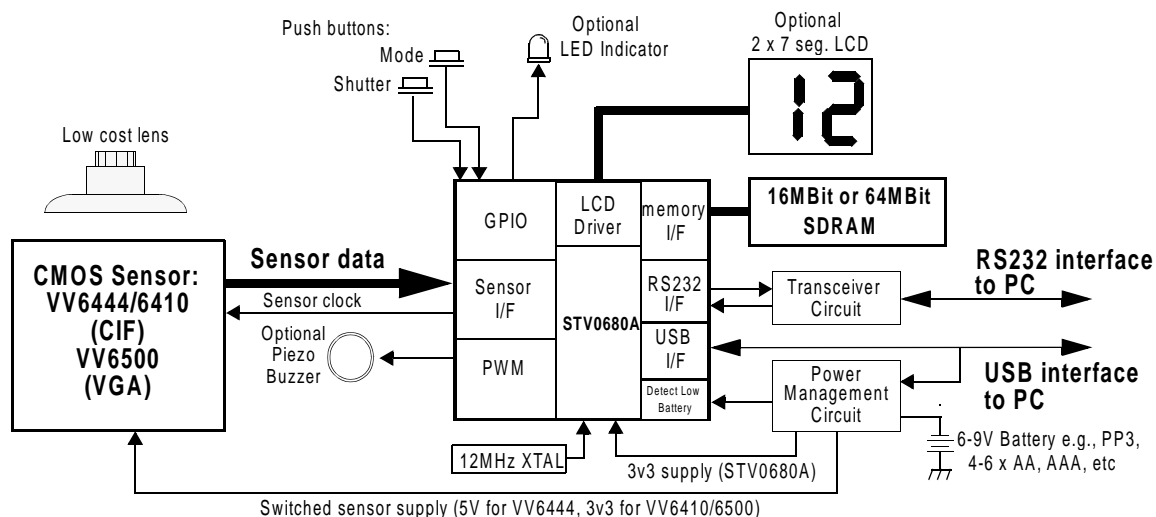 Push buttons:
Mode
Shutter
Optional
LED Indicator
Optional
2 x 7 seg. LCD
12
Low cost lens
GPIO
LCD
Driver
memory
I/F
16MBit or 64MBit
SDRAM
CMOS Sensor:
VV6444/6410
(CIF)
VV6500
(VGA)
Sensor data
Sensor clock
Sensor
I/F
STV0680A
RS232
I/F
Transceiver
Circuit
RS232 interface
to PC
Optional
Piezo
Buzzer
PWM
USB
I/F
USB interface
to PC
Detect Low
Battery
Power
Management
Circuit
12MHz XTAL
3v3 supply (STV0680A)
6-9V Battery e.g., PP3,
4-6 x AA, AAA, etc
Switched sensor supply (5V for VV6444, 3v3 for VV6410/6500)